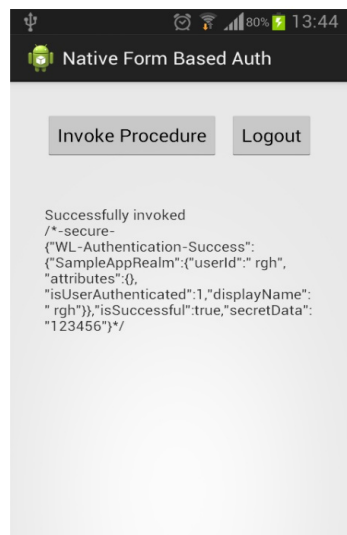 80% 13:44
Native Form Based Auth
Invoke Procedure Logout
Successfully invoked
/*-secure-
{"WL-Authentication-Success":
{"SampleAppRealm":{"userId":" rgh",
"attributes":{},
"isUserAuthenticated":1,"displayName":
" rgh"}},"isSuccessful":true,"secretData":
"123456"}*/